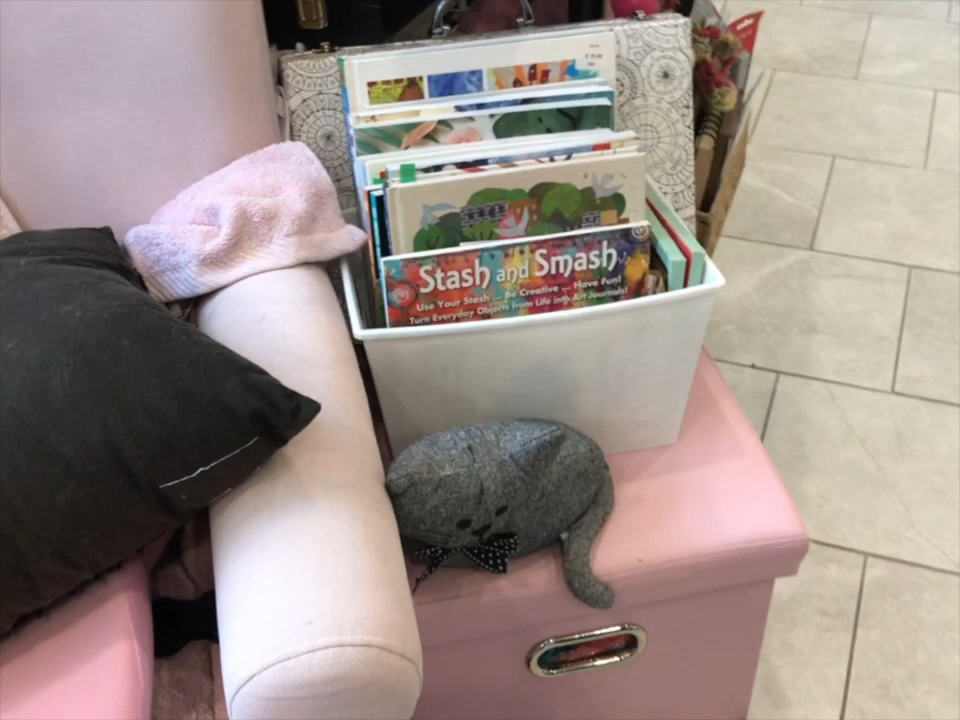 Stash and Smash
Use Your Stash ... Be Creative ... Have Fun!
Turn Everyday Objects From Life into Art Journals!